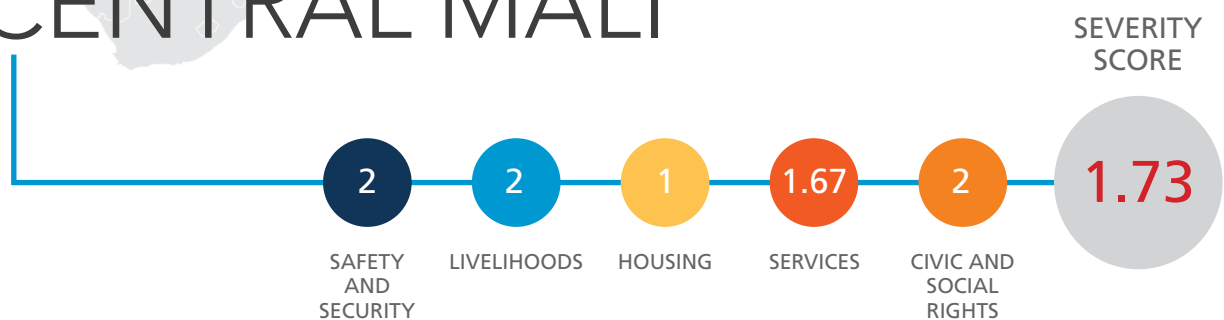 CENTRAL MALI
SEVERITY
SCORE
2
2
1
1.67
2
1.73
SAFETY
AND
SECURITY
LIVELIHOODS
HOUSING
SERVICES
CIVIC AND
SOCIAL
RIGHTS